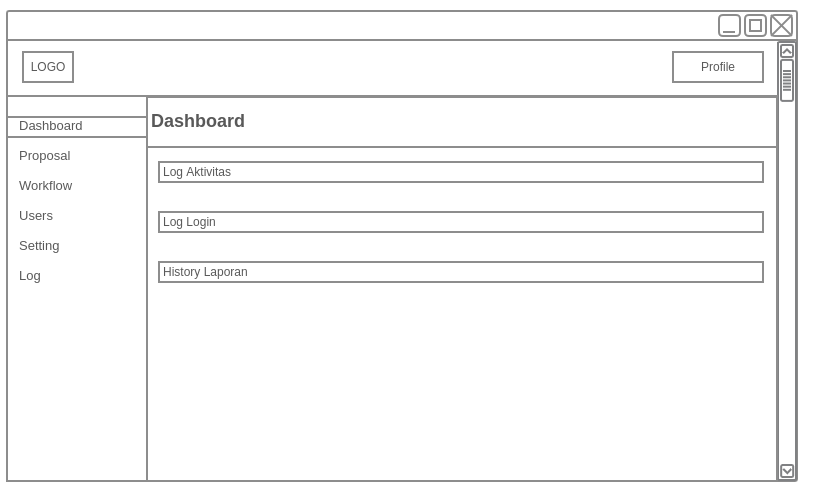 LOGO
Profile
Dashboard
Proposal
Workflow
Users
Setting
Log
Dashboard
Log Aktivitas
Log Login
History Laporan